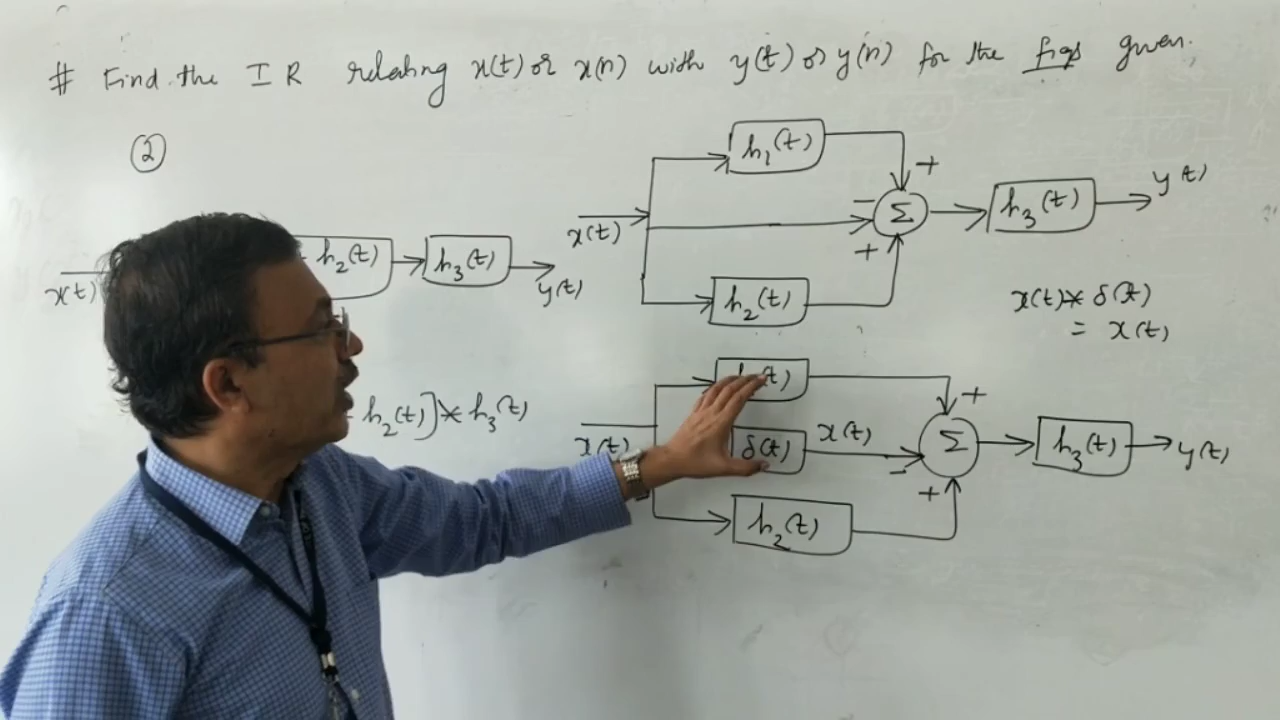 # Find the I R relating x(t) or x(n) with y(t) or y(n) for the figs given.
②
h₁(t)
+
x(t)
-
Σ
h₃(t)
y(t)
+
h₂(t)
x(t)
- h₂(t)
h₃(t)
y(t)
x(t) * δ(t)
= x(t)
- h₂(t)] * h₃(t)
(t)
+
x(t)
δ(t)
x(t)
-
Σ
h₃(t)
y(t)
+
h₂(t)